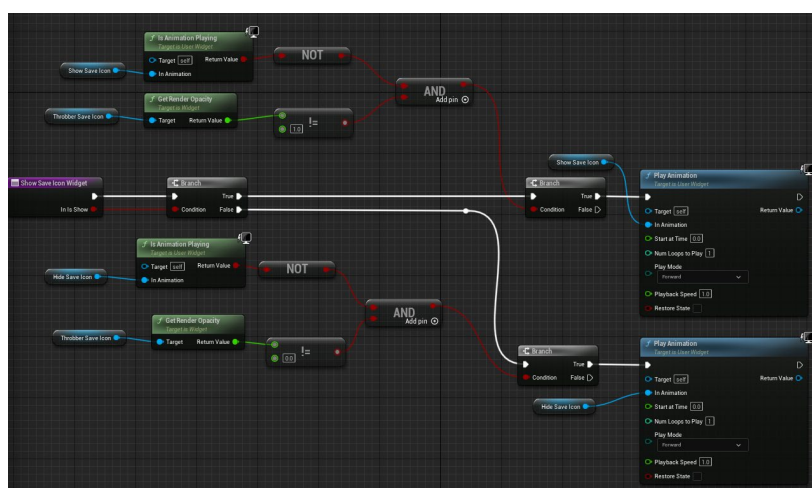 Is Animation Playing
Target is User Widget
Target self Return Value
In Animation
Show Save Icon
NOT
Get Render Opacity
Target is Widget
Target Return Value
Throbber Save Icon
1.0 !=
AND
Add pin
Show Save Icon Widget
In Is Show
Branch
True
Condition False
Show Save Icon
Branch
True
Condition False
Play Animation
Target is User Widget
Target self Return Value
In Animation
Start at Time 0.0
Num Loops to Play 1
Play Mode
Forward
Playback Speed 1.0
Restore State
Is Animation Playing
Target is User Widget
Target self Return Value
In Animation
Hide Save Icon
NOT
Get Render Opacity
Target is Widget
Target Return Value
Throbber Save Icon
0.0 !=
AND
Add pin
Branch
True
Condition False
Hide Save Icon
Play Animation
Target is User Widget
Target self Return Value
In Animation
Start at Time 0.0
Num Loops to Play 1
Play Mode
Forward
Playback Speed 1.0
Restore State